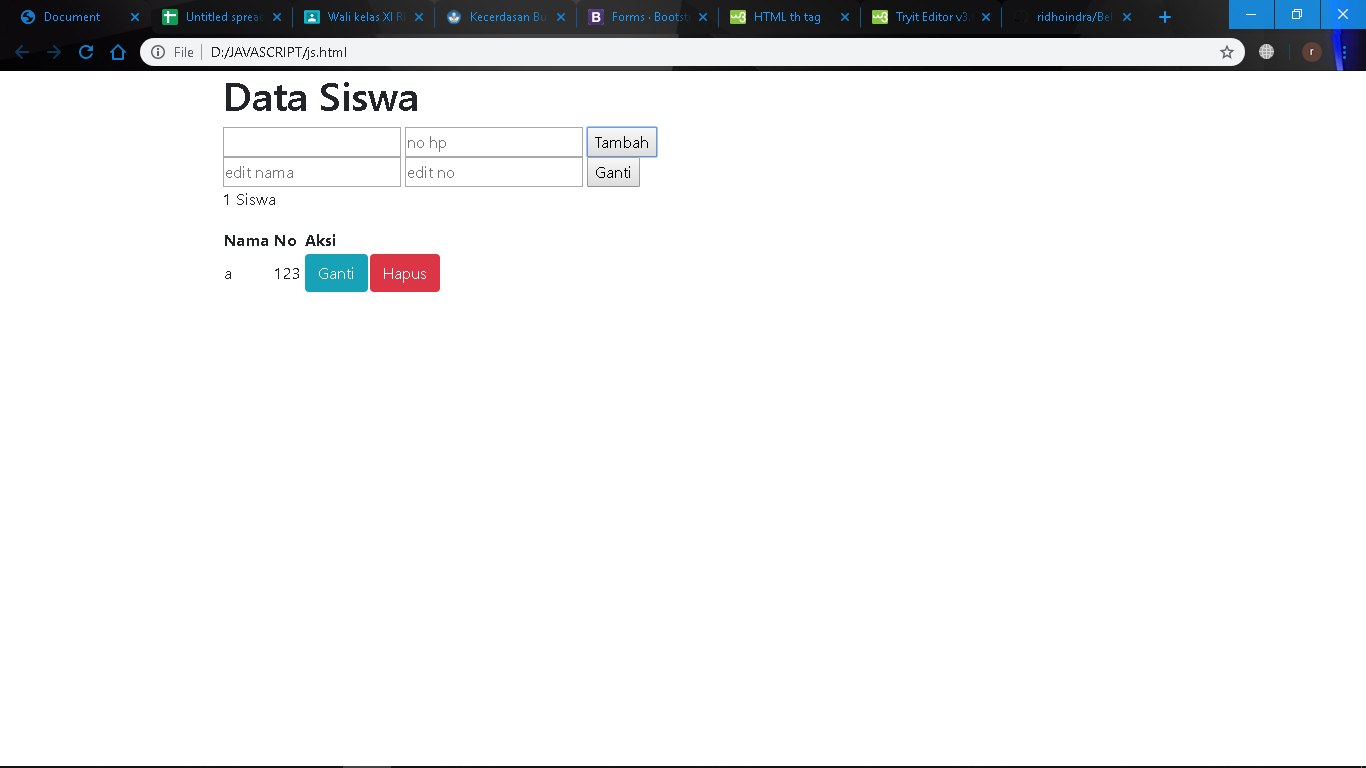 Document Untitled spread Wali kelas XI R Kecerdasan Bu Forms · Bootst HTML th tag Tryit Editor v3. ridhoindra/Bel
File D:/JAVASCRIPT/js.html r
Data Siswa
no hp Tambah
edit nama edit no Ganti
1 Siswa
Nama No Aksi
a 123 Ganti Hapus